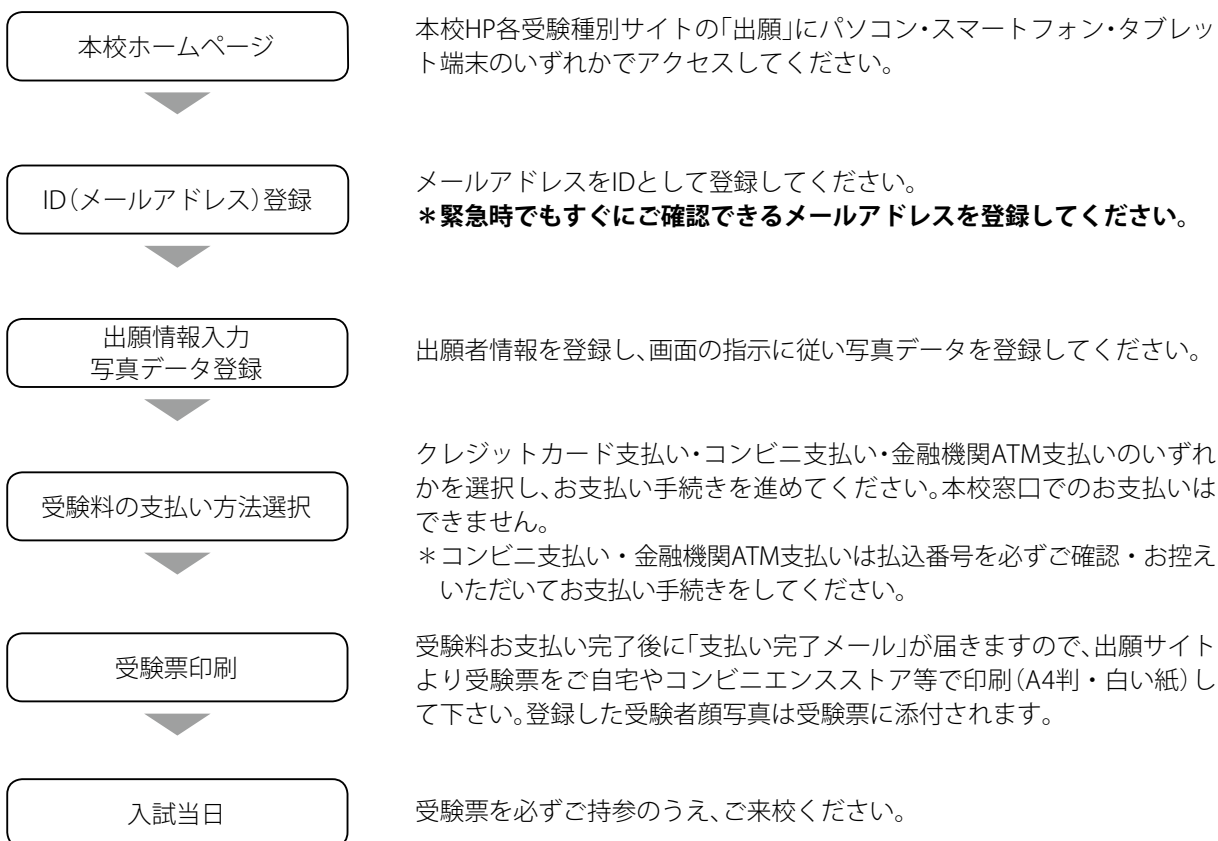 本校ホームページ
本校HP各受験種別サイトの「出願」にパソコン・スマートフォン・タブレッ
ト端末のいずれかでアクセスしてください。
ID（メールアドレス）登録
メールアドレスをIDとして登録してください。
＊緊急時でもすぐにご確認できるメールアドレスを登録してください。
出願情報入力
写真データ登録
出願者情報を登録し、画面の指示に従い写真データを登録してください。
受験料の支払い方法選択
クレジットカード支払い・コンビニ支払い・金融機関ATM支払いのいずれ
かを選択し、お支払い手続きを進めてください。本校窓口でのお支払いは
できません。
＊コンビニ支払い・金融機関ATM支払いは払込番号を必ずご確認・お控え
いただいてお支払い手続きをしてください。
受験票印刷
受験料お支払い完了後に「支払い完了メール」が届きますので、出願サイト
より受験票をご自宅やコンビニエンスストア等で印刷（A4判・白い紙）し
て下さい。登録した受験者顔写真は受験票に添付されます。
入試当日
受験票を必ずご持参のうえ、ご来校ください。